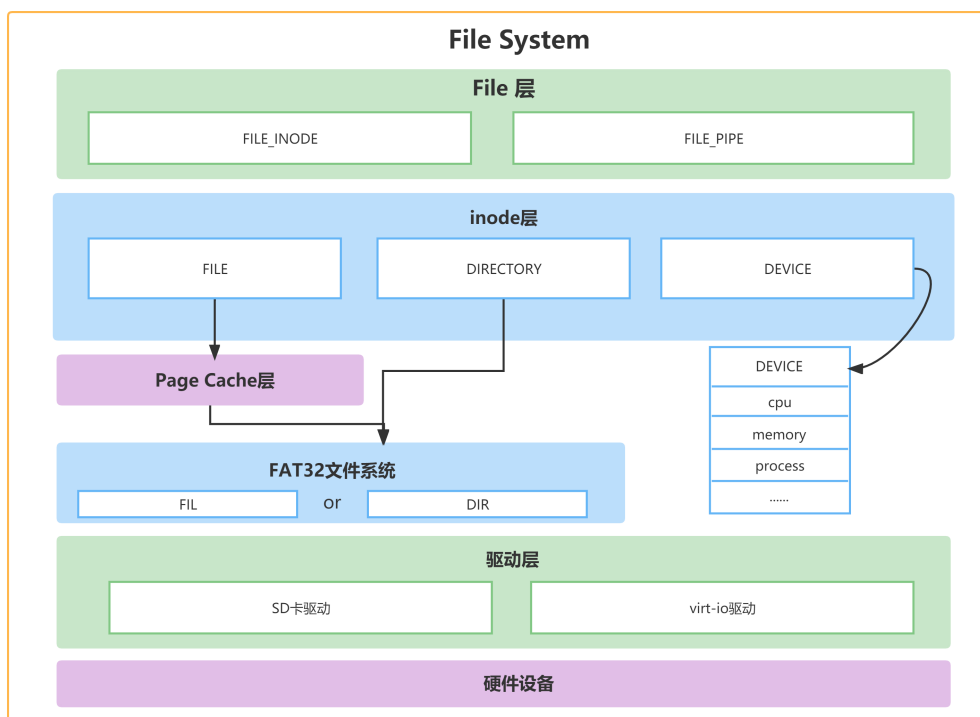 File System
File 层
FILE_INODE
FILE_PIPE
inode层
FILE
DIRECTORY
DEVICE
Page Cache层
DEVICE
cpu
memory
process
......
FAT32文件系统
FIL
or
DIR
驱动层
SD卡驱动
virt-io驱动
硬件设备